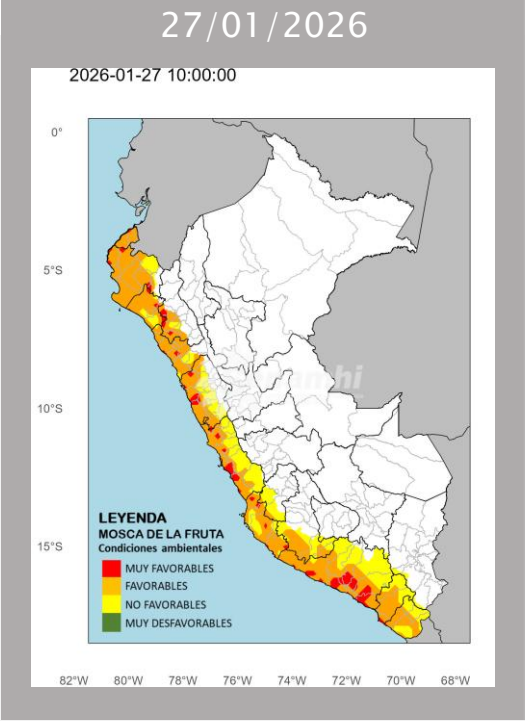 27/01/2026
2026-01-27 10:00:00
0°
5°S
10°S
15°S
LEYENDA
MOSCA DE LA FRUTA
Condiciones ambientales
MUY FAVORABLES
FAVORABLES
NO FAVORABLES
MUY DESFAVORABLES
82°W 80°W 78°W 76°W 74°W 72°W 70°W 68°W